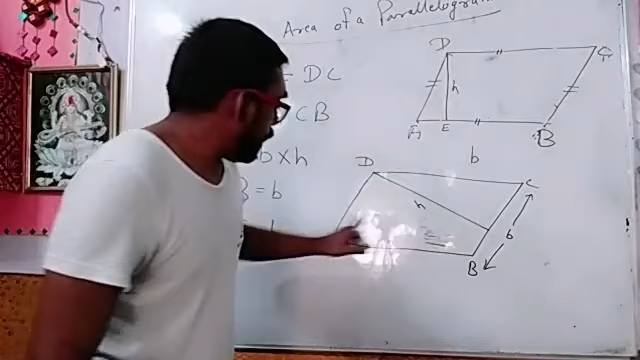 Area of a Parallelogram
= DC
CB
b x h
= b
D
C
h
A
E
B
b
D
C
h
b
B